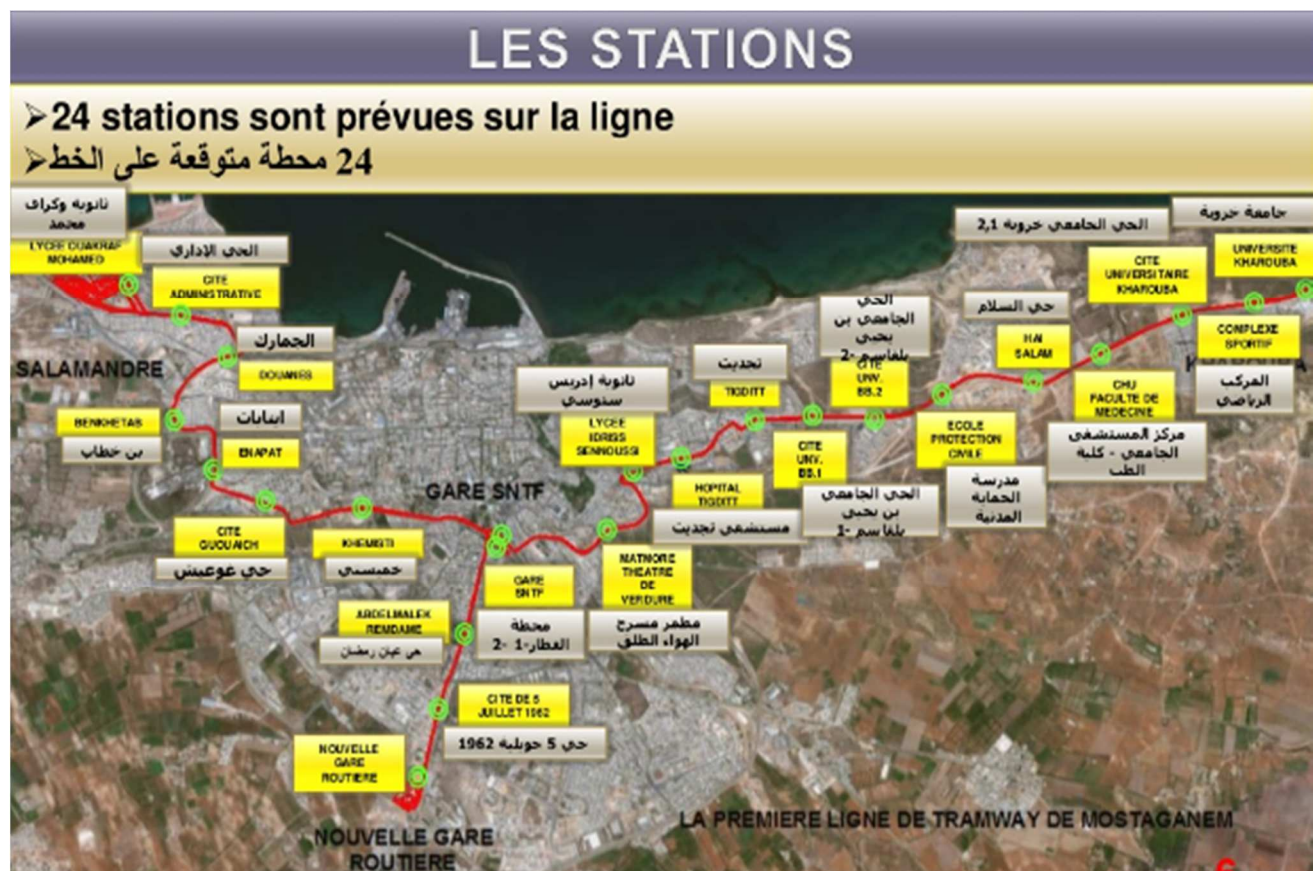 LES STATIONS
➢24 stations sont prévues sur la ligne
➢24 محطة متوقعة على الخط
ثانوية وكراف
محمد
LYCEE OUAKRAF
MOHAMED
الحي الإداري
CITE
ADMINISTRATIVE
الجمارك
DOUANES
SALAMANDRE
BENKHETAB
بن خطاب
ابنابات
ENAPAT
CITE
GUOUAICH
حي غوعيش
KHEMISTI
خميستي
GARE SNTF
GARE
SNTF
محطة
القطار-1 -2
ABDELMALEK
REMDAME
حي عبان رمضان
CITE DE 5
JUILLET 1962
حي 5 جويلية 1962
NOUVELLE
GARE
ROUTIERE
NOUVELLE GARE
ROUTIERE
MATMORE
THEATRE
DE
VERDURE
مطمر مسرح
الهواء الطلق
ثانوية إدريس
سنوسي
LYCEE
IDRISS
SENNOUSSI
HOPITAL
TIGDITT
مستشفى تجديت
تجديت
TIGDITT
CITE
UNV.
BB.1
الحي الجامعي
بن يحيى
بلقاسم -1
الحي
الجامعي بن
يحيى
بلقاسم -2
CITE
UNV.
BB.2
ECOLE
PROTECTION
CIVILE
مدرسة
الحماية
المدنية
حي السلام
HAI
SALAM
CHU
FACULTE DE
MEDECINE
مركز المستشفى
الجامعي - كلية
الطب
الحي الجامعي خروبة 2,1
CITE
UNIVERSITAIRE
KHAROUBA
COMPLEXE
SPORTIF
المركب
الرياضي
جامعة خروبة
UNIVERSITE
KHAROUBA
LA PREMIERE LIGNE DE TRAMWAY DE MOSTAGANEM